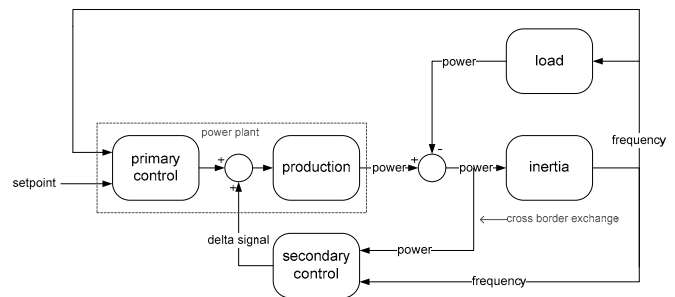 load
power
power plant
frequency
primary
control
+
+
production
power
+
-
power
inertia
setpoint
cross border exchange
delta signal
secondary
control
power
frequency